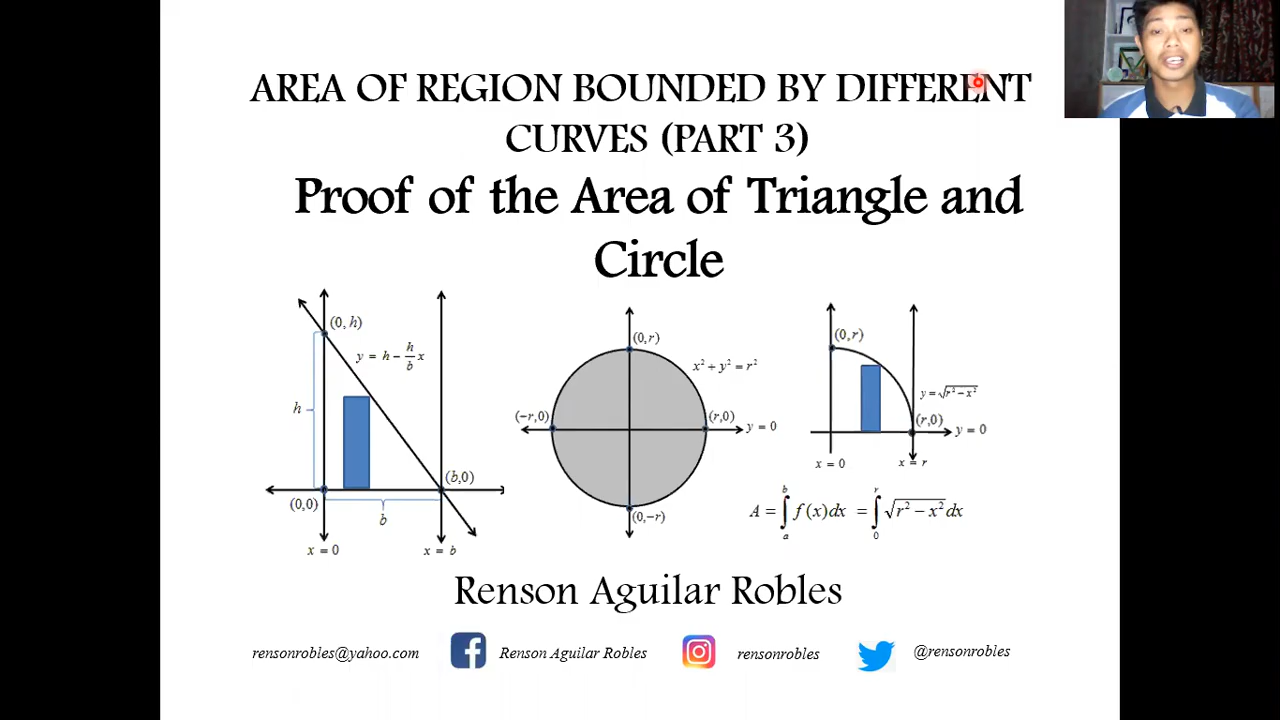 AREA OF REGION BOUNDED BY DIFFERENT
CURVES (PART 3)
Proof of the Area of Triangle and
Circle
(0, h)
y = h − h/b x
h
(0,0)
b
(b,0)
x = 0
x = b
(0,r)
x² + y² = r²
(−r,0)
(r,0)
y = 0
(0,−r)
(0,r)
y = √(r² − x²)
(r,0)
y = 0
x = 0
x = r
A = ∫ₐᵇ f(x)dx = ∫₀ʳ √(r² − x²) dx
Renson Aguilar Robles
rensonrobles@yahoo.com
Renson Aguilar Robles
rensonrobles
@rensonrobles